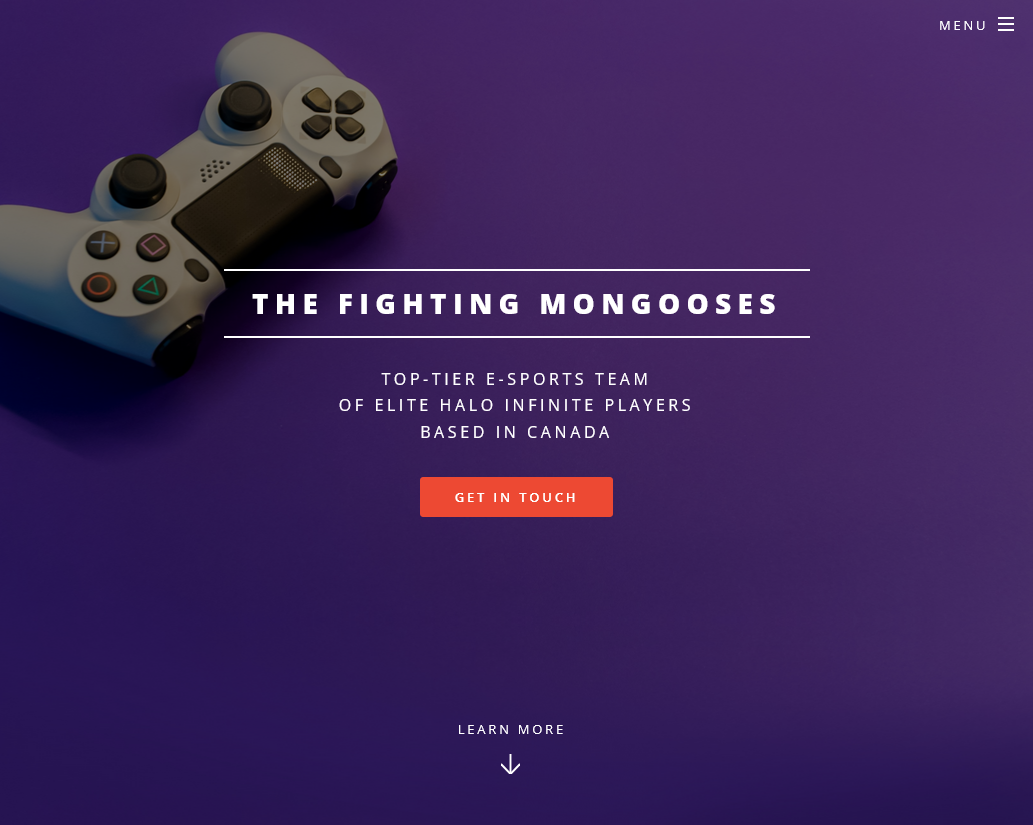 MENU
THE FIGHTING MONGOOSES
TOP-TIER E-SPORTS TEAM
OF ELITE HALO INFINITE PLAYERS
BASED IN CANADA
GET IN TOUCH
LEARN MORE